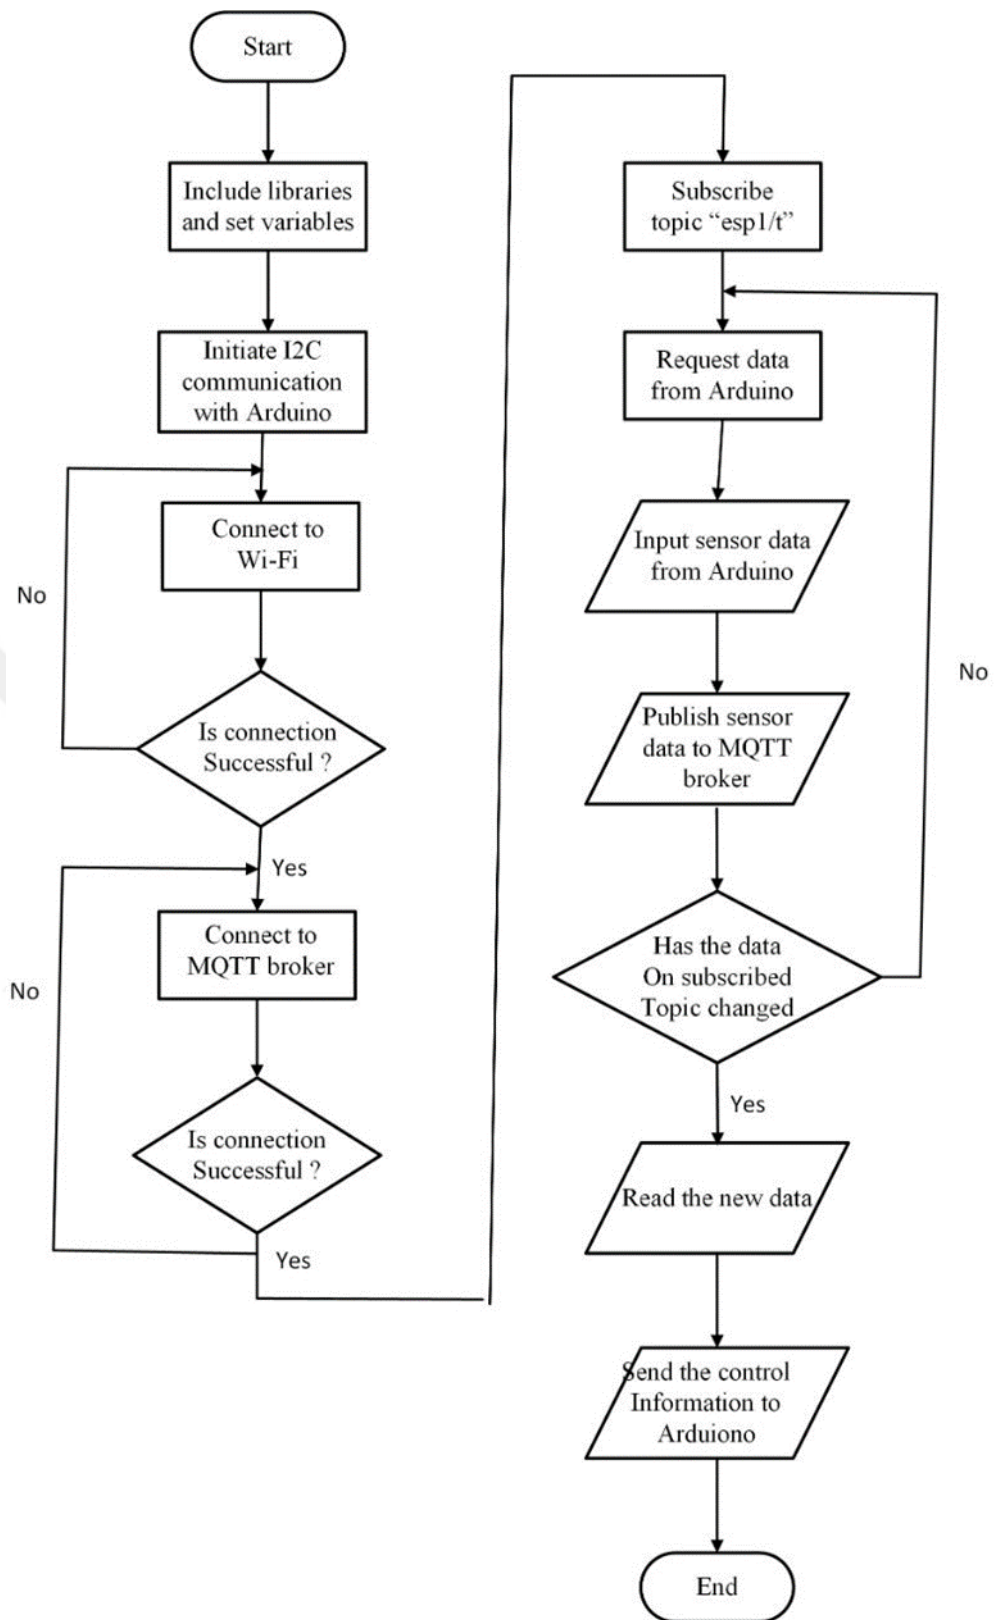 Start
Include libraries
and set variables
Initiate I2C
communication
with Arduino
Connect to
Wi-Fi
No
Is connection
Successful ?
Yes
Connect to
MQTT broker
No
Is connection
Successful ?
Yes
Subscribe
topic “esp1/t”
Request data
from Arduino
Input sensor data
from Arduino
No
Publish sensor
data to MQTT
broker
Has the data
On subscribed
Topic changed
Yes
Read the new data
Send the control
Information to
Arduiono
End